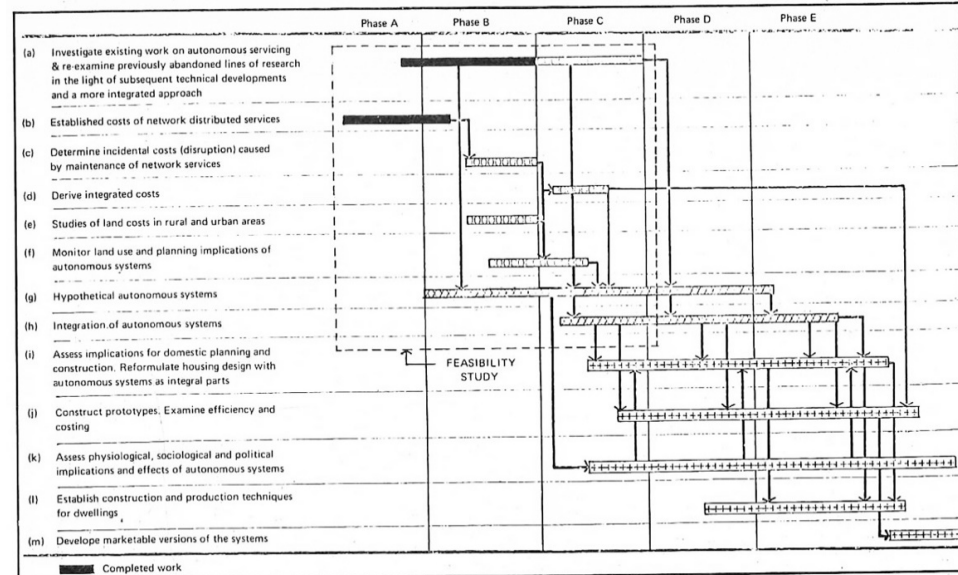 Phase A Phase B Phase C Phase D Phase E
(a) Investigate existing work on autonomous servicing
& re-examine previously abandoned lines of research
in the light of subsequent technical developments
and a more integrated approach
(b) Established costs of network distributed services
(c) Determine incidental costs (disruption) caused
by maintenance of network services
(d) Derive integrated costs
(e) Studies of land costs in rural and urban areas
(f) Monitor land use and planning implications of
autonomous systems
(g) Hypothetical autonomous systems
(h) Integration of autonomous systems
(i) Assess implications for domestic planning and
construction. Reformulate housing design with
autonomous systems as integral parts
FEASIBILITY
STUDY
(j) Construct prototypes. Examine efficiency and
costing
(k) Assess physiological, sociological and political
implications and effects of autonomous systems
(l) Establish construction and production techniques
for dwellings
(m) Develope marketable versions of the systems
Completed work